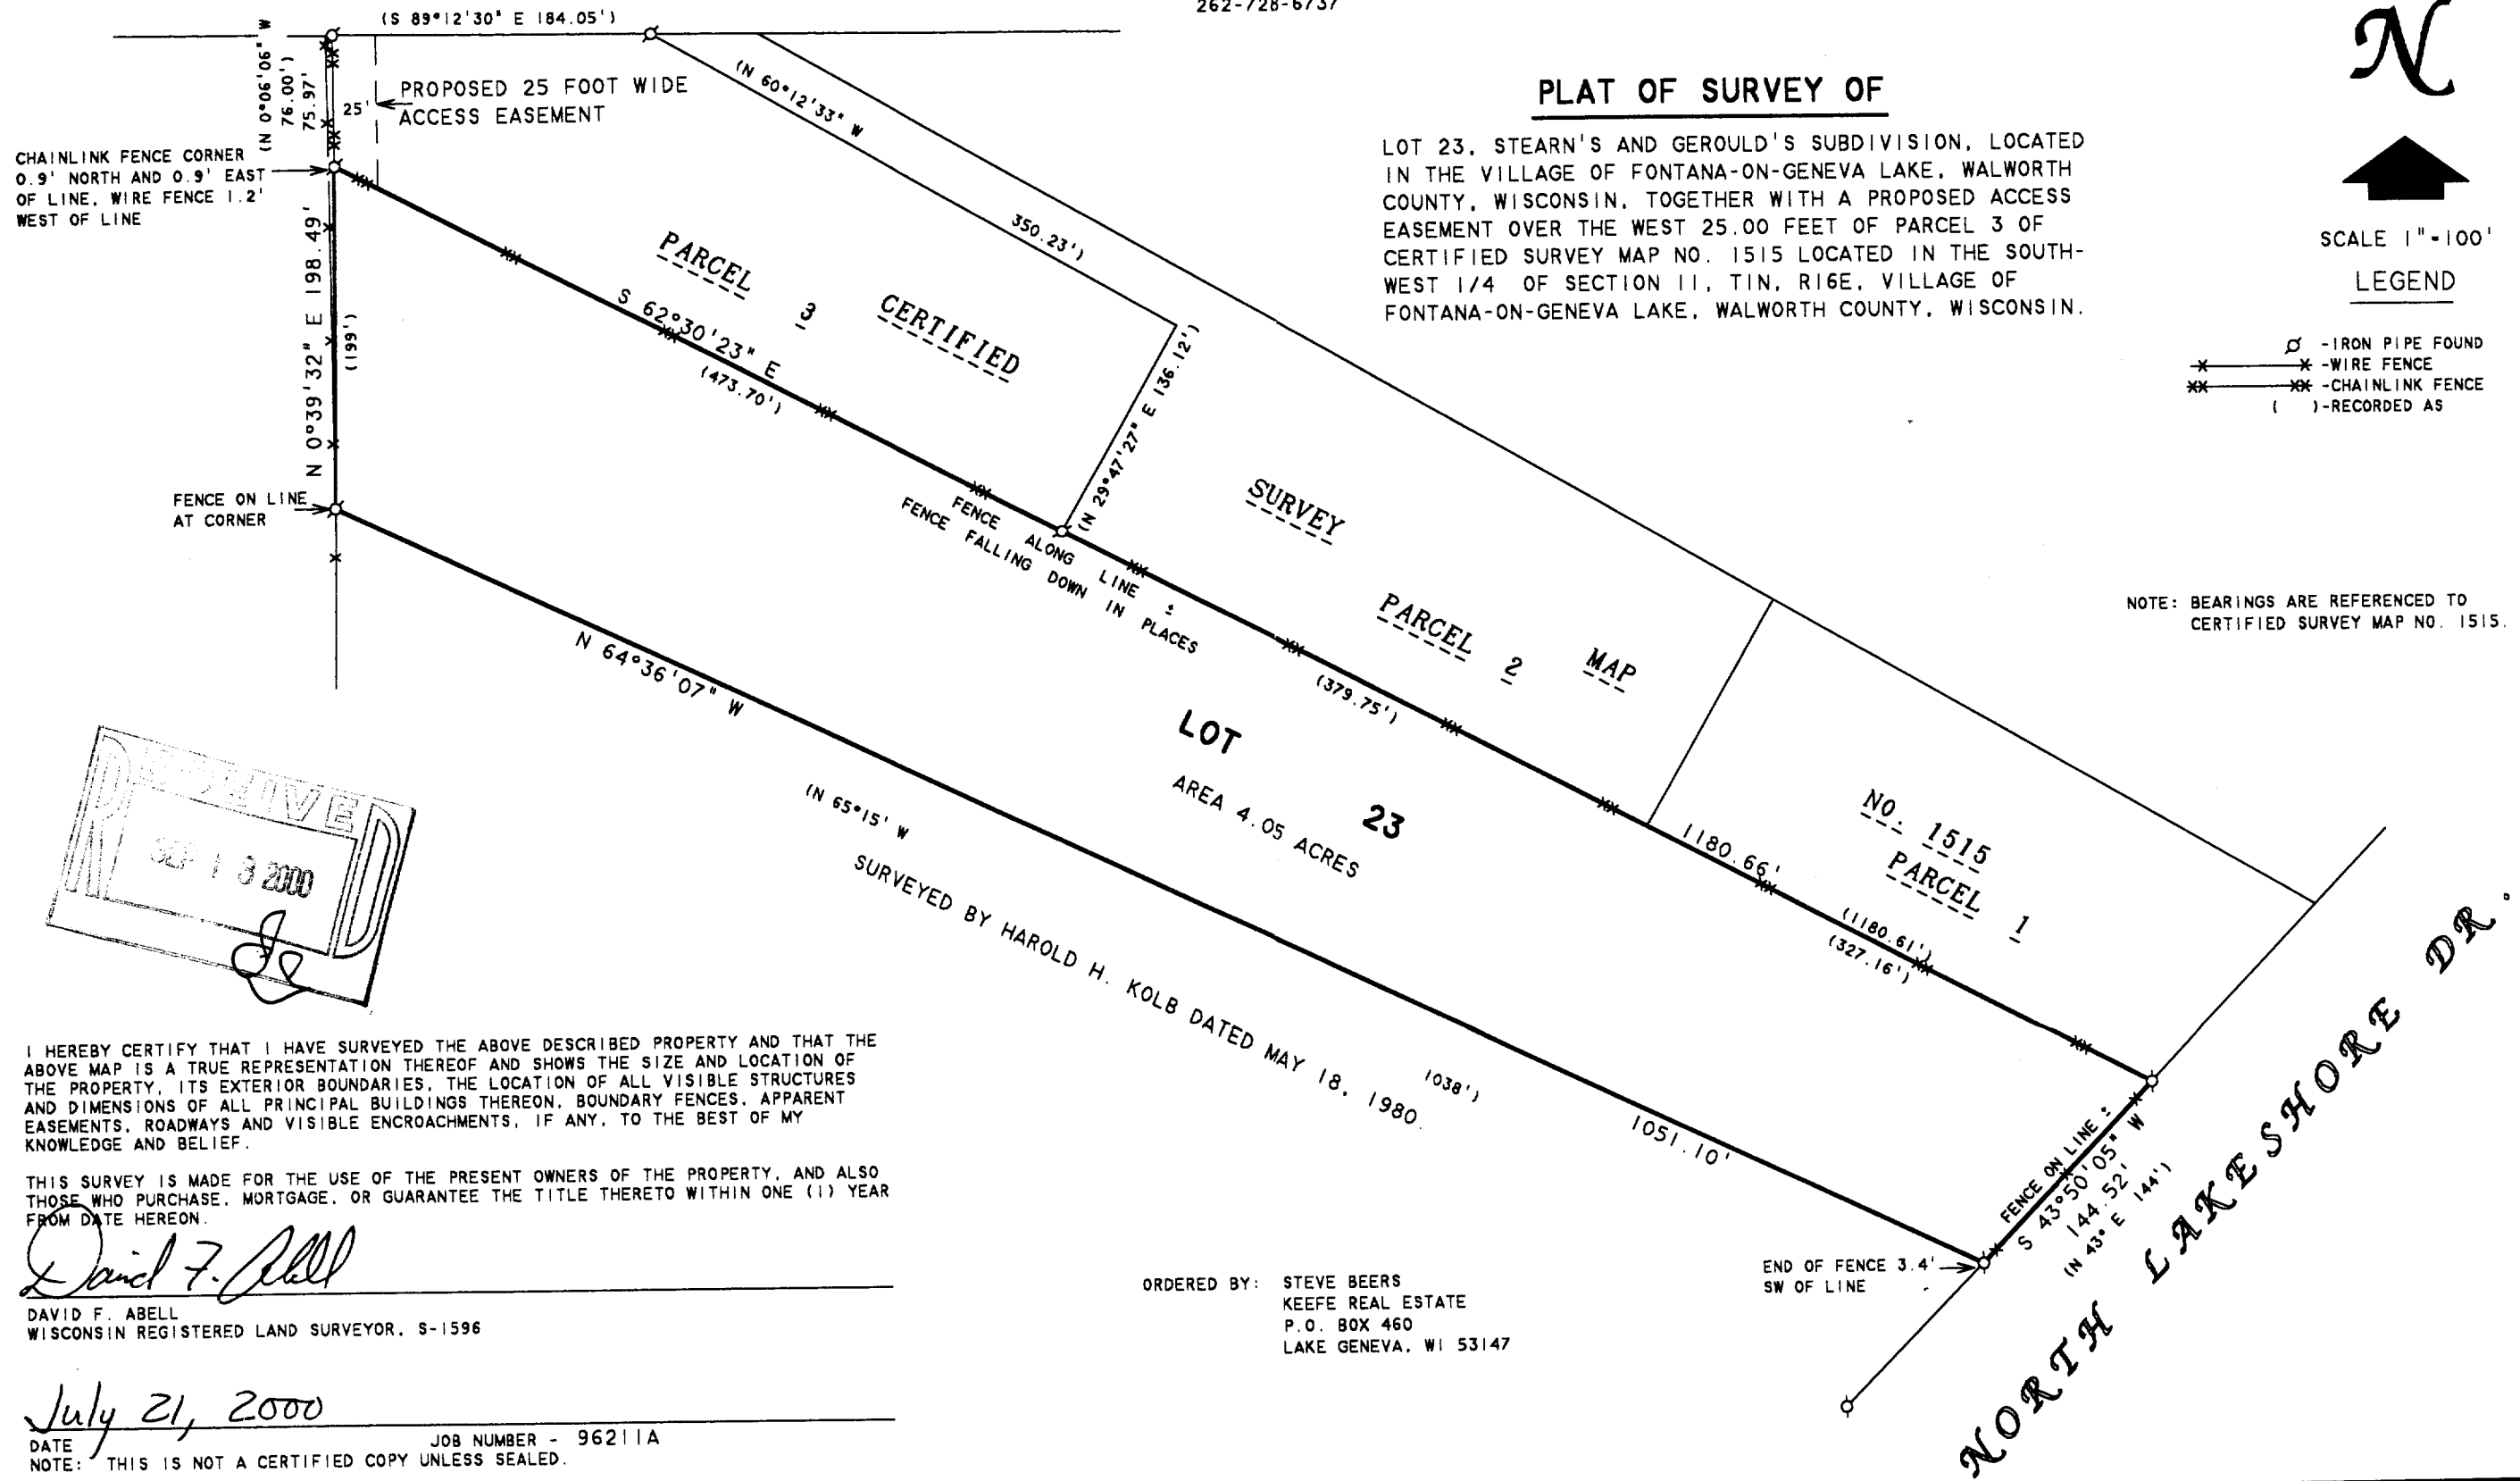 262-728-6737
(S 89°12'30" E 184.05')
(N 0°06'06" W
76.00')
75.97'
25'
PROPOSED 25 FOOT WIDE
ACCESS EASEMENT
(N 60°12'33" W
350.23')
N
PLAT OF SURVEY OF
LOT 23, STEARN'S AND GEROULD'S SUBDIVISION, LOCATED
IN THE VILLAGE OF FONTANA-ON-GENEVA LAKE, WALWORTH
COUNTY, WISCONSIN, TOGETHER WITH A PROPOSED ACCESS
EASEMENT OVER THE WEST 25.00 FEET OF PARCEL 3 OF
CERTIFIED SURVEY MAP NO. 1515 LOCATED IN THE SOUTH-
WEST 1/4 OF SECTION 11, T1N, R16E, VILLAGE OF
FONTANA-ON-GENEVA LAKE, WALWORTH COUNTY, WISCONSIN.
SCALE 1"=100'
LEGEND
-IRON PIPE FOUND
X X -WIRE FENCE
XX XX -CHAINLINK FENCE
( )-RECORDED AS
CHAINLINK FENCE CORNER
0.9' NORTH AND 0.9' EAST
OF LINE, WIRE FENCE 1.2'
WEST OF LINE
N 0°39'32" E 198.49'
(199')
PARCEL 3 CERTIFIED
S 62°30'23" E
(473.70')
(N 29°47'27" E 136.12')
FENCE ON LINE
AT CORNER
FENCE ALONG LINE ±
FENCE FALLING DOWN IN PLACES
SURVEY
PARCEL 2 MAP
(379.75')
NOTE: BEARINGS ARE REFERENCED TO
CERTIFIED SURVEY MAP NO. 1515.
N 64°36'07" W
LOT 23
AREA 4.05 ACRES
(N 65°15' W
1038')
SURVEYED BY HAROLD H. KOLB DATED MAY 18, 1980.
1051.10'
NO. 1515
PARCEL 1
1180.66'
(1180.61')
(327.16')
RECEIVED
SEP 13 2000
FENCE ON LINE ±
S 43°50'05" W
144.52'
(N 43° E 144')
NORTH LAKESHORE DR.
END OF FENCE 3.4'
SW OF LINE
I HEREBY CERTIFY THAT I HAVE SURVEYED THE ABOVE DESCRIBED PROPERTY AND THAT THE
ABOVE MAP IS A TRUE REPRESENTATION THEREOF AND SHOWS THE SIZE AND LOCATION OF
THE PROPERTY, ITS EXTERIOR BOUNDARIES, THE LOCATION OF ALL VISIBLE STRUCTURES
AND DIMENSIONS OF ALL PRINCIPAL BUILDINGS THEREON, BOUNDARY FENCES, APPARENT
EASEMENTS, ROADWAYS AND VISIBLE ENCROACHMENTS, IF ANY, TO THE BEST OF MY
KNOWLEDGE AND BELIEF.
THIS SURVEY IS MADE FOR THE USE OF THE PRESENT OWNERS OF THE PROPERTY, AND ALSO
THOSE WHO PURCHASE, MORTGAGE, OR GUARANTEE THE TITLE THERETO WITHIN ONE (1) YEAR
FROM DATE HEREON.
David F. Abell
DAVID F. ABELL
WISCONSIN REGISTERED LAND SURVEYOR, S-1596
July 21, 2000
DATE JOB NUMBER - 96211A
NOTE: THIS IS NOT A CERTIFIED COPY UNLESS SEALED.
ORDERED BY: STEVE BEERS
KEEFE REAL ESTATE
P.O. BOX 460
LAKE GENEVA, WI 53147